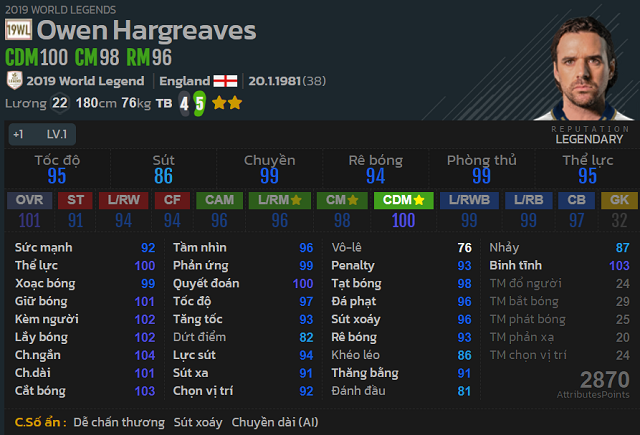 2019 WORLD LEGENDS
19WL Owen Hargreaves
CDM100 CM98 RM96
2019 World Legend England 20.1.1981(38)
Lương 22 180cm 76kg TB 4 5
REPUTATION
+1 LV.1 LEGENDARY
Tốc độ Sút Chuyền Rê bóng Phòng thủ Thể lực
95 86 99 94 99 95
OVR ST L/RW CF CAM L/RM CM CDM L/RWB L/RB CB GK
101 91 94 94 96 96 98 100 99 99 97 32
Sức mạnh 92 Tầm nhìn 96 Vô-lê 76 Nhảy 87
Thể lực 100 Phản ứng 99 Penalty 93 Bình tĩnh 103
Xoạc bóng 99 Quyết đoán 100 Tạt bóng 98 TM đổ người 24
Giữ bóng 101 Tốc độ 97 Đá phạt 96 TM bắt bóng 29
Kèm người 102 Tăng tốc 93 Sút xoáy 96 TM phát bóng 25
Lấy bóng 102 Dứt điểm 82 Rê bóng 93 TM phản xạ 20
Ch.ngắn 104 Lực sút 94 Khéo léo 86 TM chọn vị trí 24
Ch.dài 101 Sút xa 91 Thăng bằng 91 2870
Cắt bóng 103 Chọn vị trí 92 Đánh đầu 81 AttributesPoints
C.Số ẩn : Dễ chấn thương Sút xoáy Chuyền dài (AI)